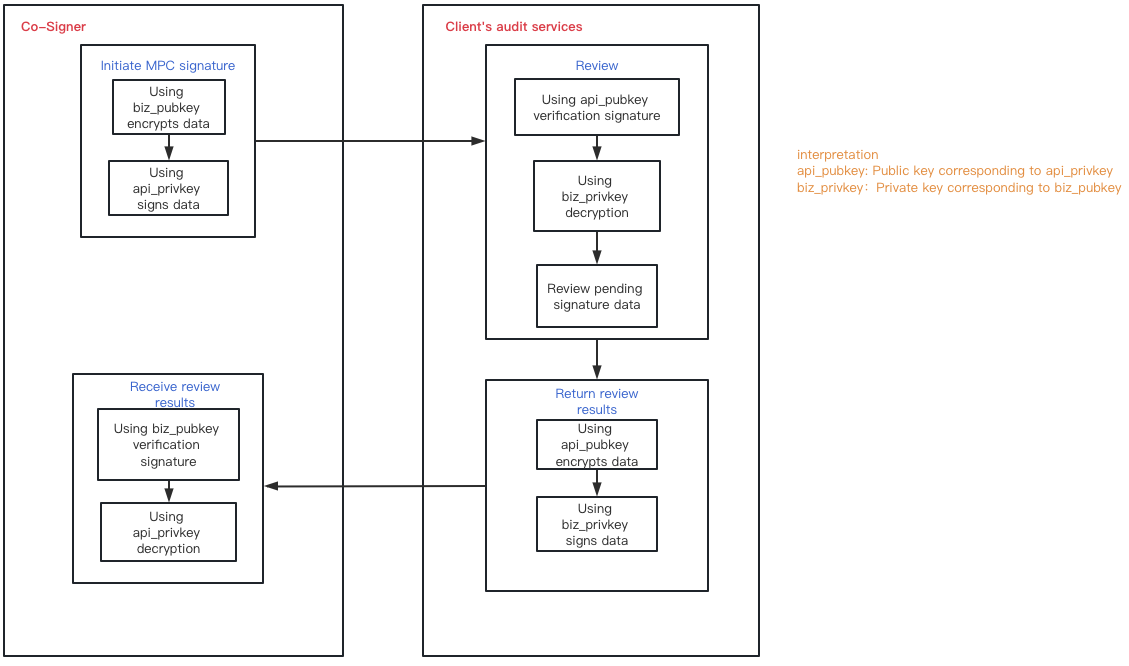 Co-Signer
Initiate MPC signature
Using
biz_pubkey
encrypts data
Using
api_privkey
signs data
Receive review
results
Using biz_pubkey
verification
signature
Using
api_privkey
decryption
Client's audit services
Review
Using api_pubkey
verification signature
Using
biz_privkey
decryption
Review pending
signature data
Return review
results
Using
api_pubkey
encrypts data
Using
biz_privkey
signs data
interpretation
api_pubkey: Public key corresponding to api_privkey
biz_privkey：Private key corresponding to biz_pubkey